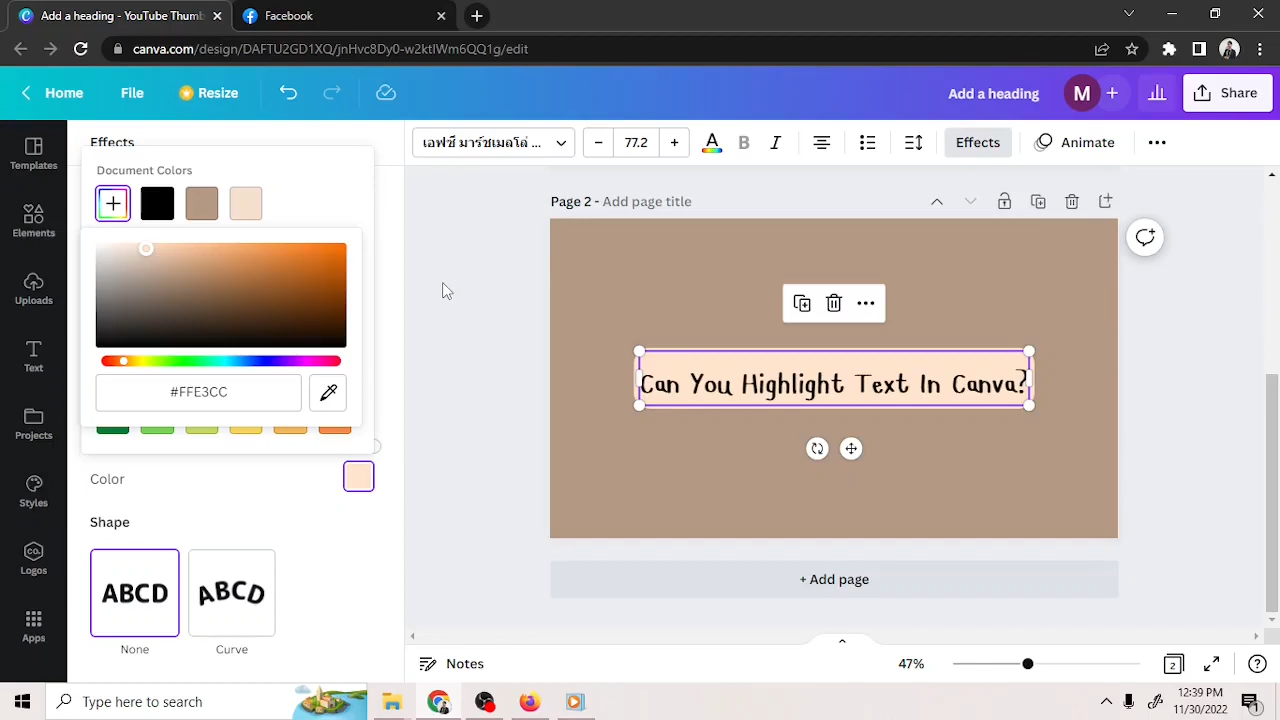 Add a heading - YouTube Thumb
Facebook
canva.com/design/DAFTU2GD1XQ/jnHvc8Dy0-w2ktIWm6QQ1g/edit
Home
File
Resize
Add a heading
M
Share
Effects
Document Colors
#FFE3CC
Color
Shape
ABCD
ABCD
None
Curve
Templates
Elements
Uploads
Text
Projects
Styles
CO.
Logos
Apps
เอฟซี มาร์ชเมลโล่ ...
77.2
A
B
I
Effects
Animate
Page 2 - Add page title
Can You Highlight Text In Canva?
+ Add page
Notes
47%
2
Type here to search
12:39 PM
11/30/2022
1